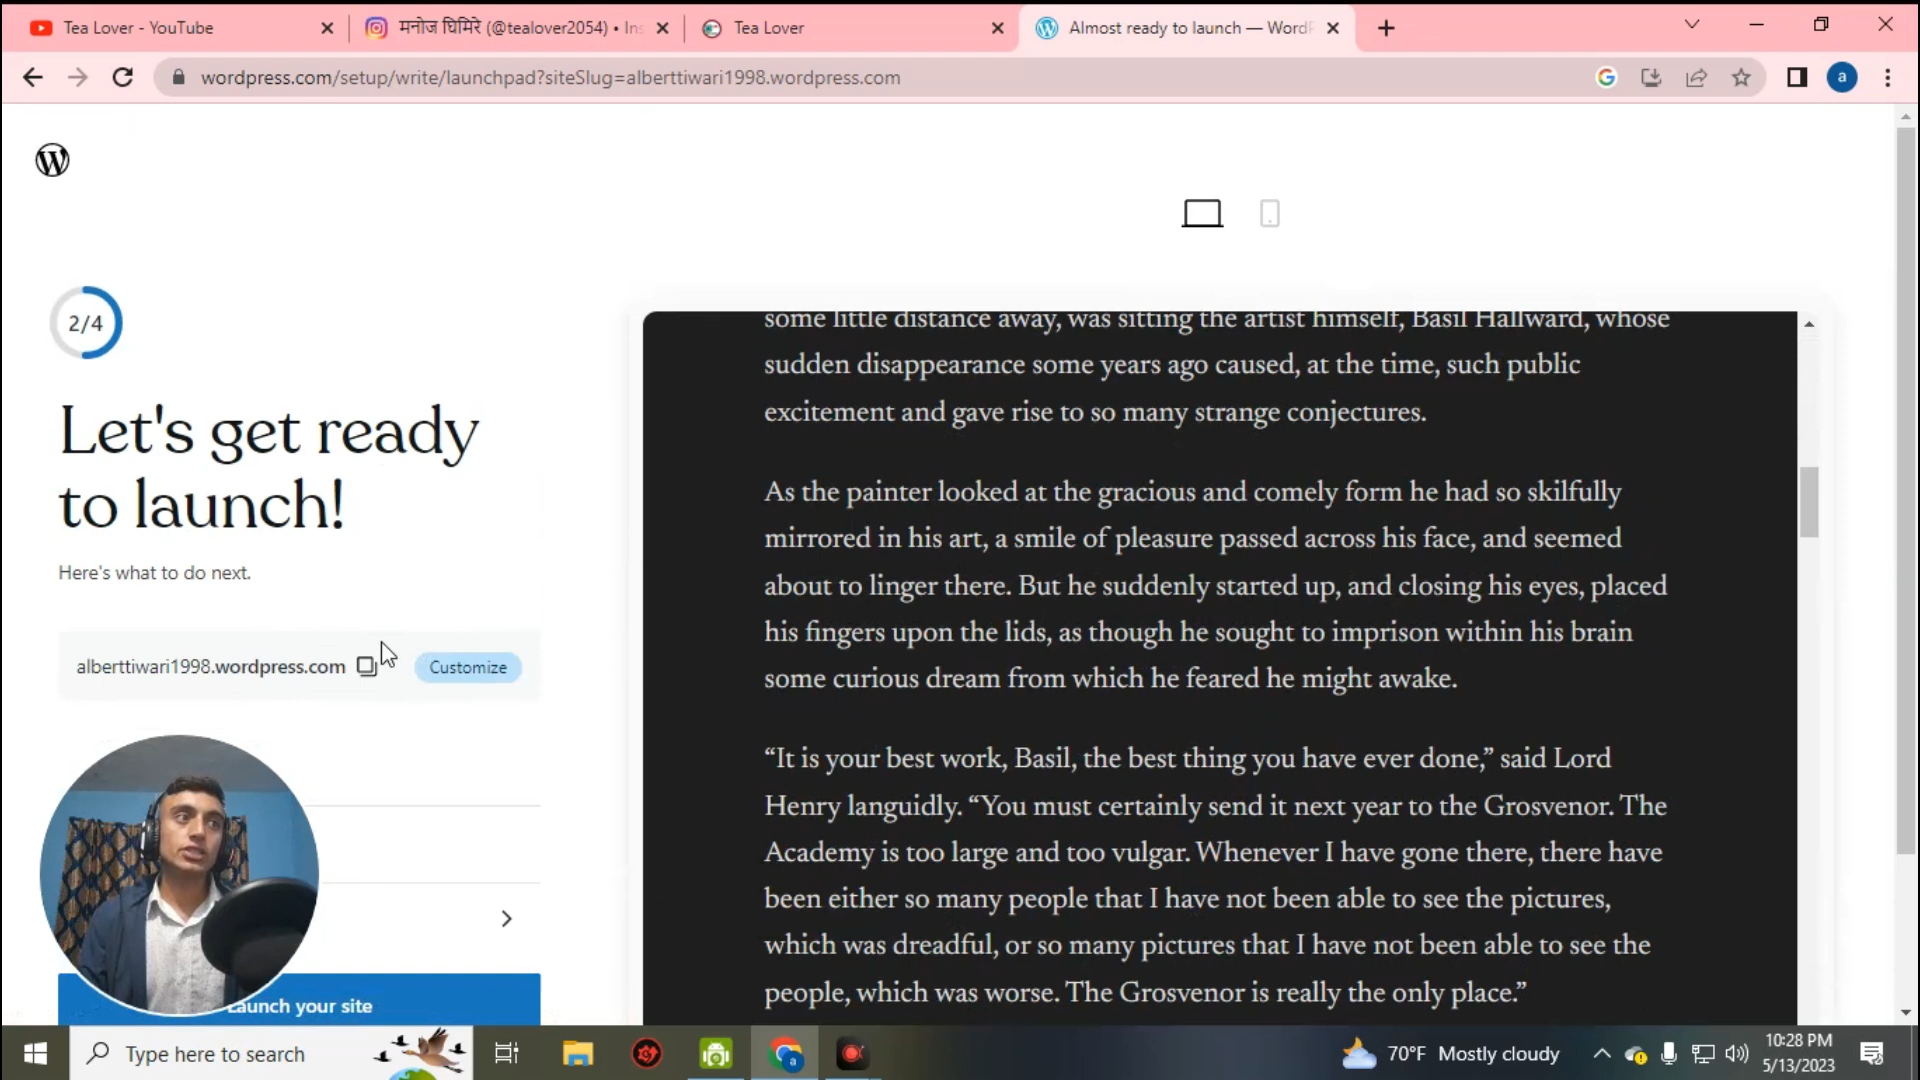 Tea Lover - YouTube
मनोज घिमिरे (@tealover2054) • Ins
Tea Lover
Almost ready to launch — WordP
wordpress.com/setup/write/launchpad?siteSlug=alberttiwari1998.wordpress.com
a
2/4
Let's get ready
to launch!
Here's what to do next.
alberttiwari1998.wordpress.com
Customize
Launch your site
some little distance away, was sitting the artist himself, Basil Hallward, whose
sudden disappearance some years ago caused, at the time, such public
excitement and gave rise to so many strange conjectures.
As the painter looked at the gracious and comely form he had so skilfully
mirrored in his art, a smile of pleasure passed across his face, and seemed
about to linger there. But he suddenly started up, and closing his eyes, placed
his fingers upon the lids, as though he sought to imprison within his brain
some curious dream from which he feared he might awake.
“It is your best work, Basil, the best thing you have ever done,” said Lord
Henry languidly. “You must certainly send it next year to the Grosvenor. The
Academy is too large and too vulgar. Whenever I have gone there, there have
been either so many people that I have not been able to see the pictures,
which was dreadful, or so many pictures that I have not been able to see the
people, which was worse. The Grosvenor is really the only place.”
Type here to search
a
70°F Mostly cloudy
10:28 PM
5/13/2023